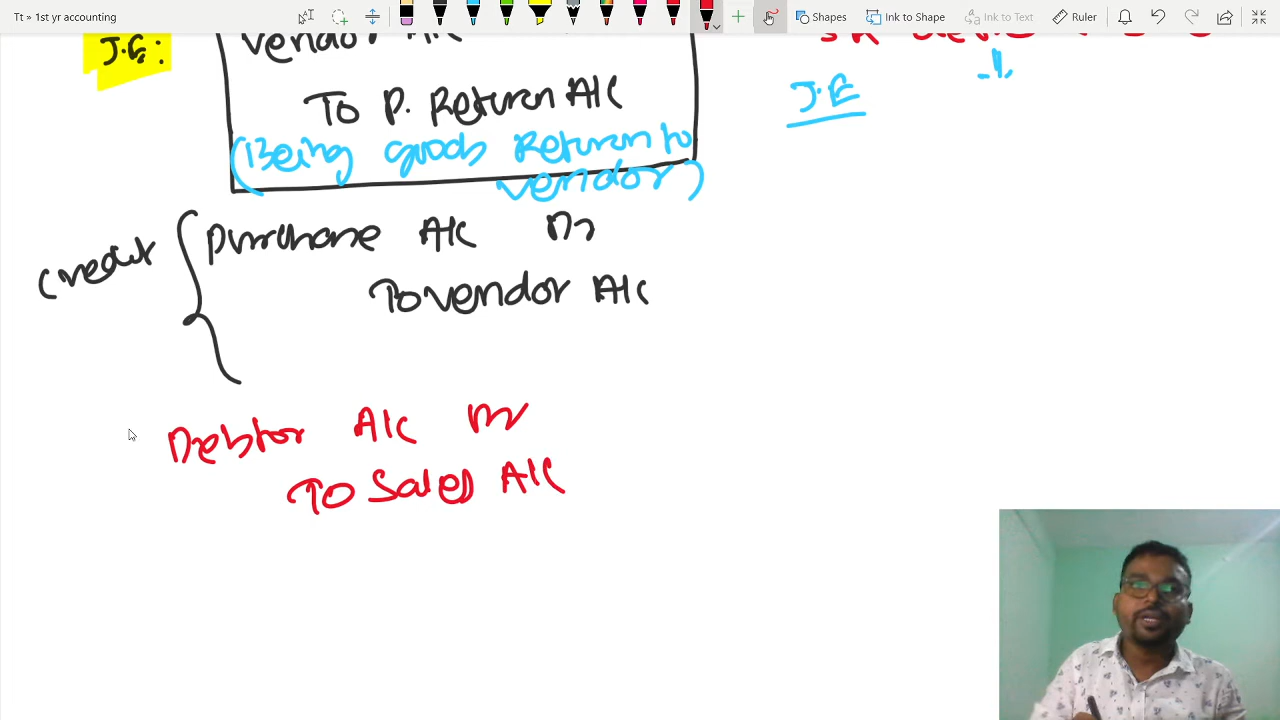 Tt » 1st yr accounting
Shapes
Ink to Shape
Ink to Text
Ruler
Vendor A/c
J.E:
To P. Return A/c
(Being goods Return to
vendor)
J.E
Credit
purchase A/c Dr
To vendor A/c
Debtor A/c Dr
To Sales A/c